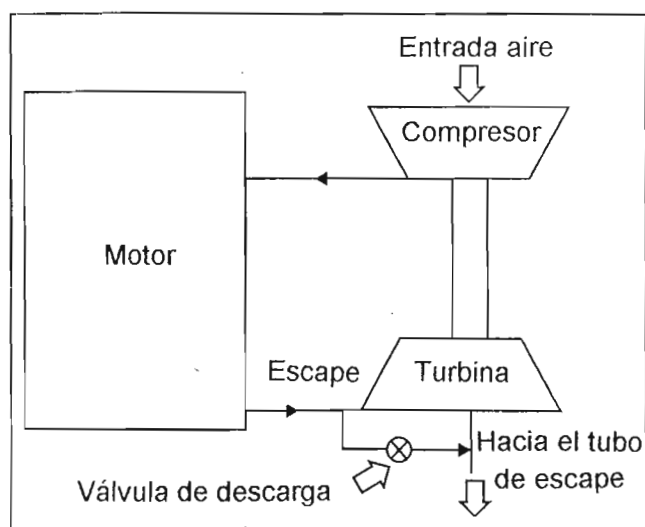 Entrada aire
Compresor
Motor
Escape
Turbina
Hacia el tubo
de escape
Válvula de descarga